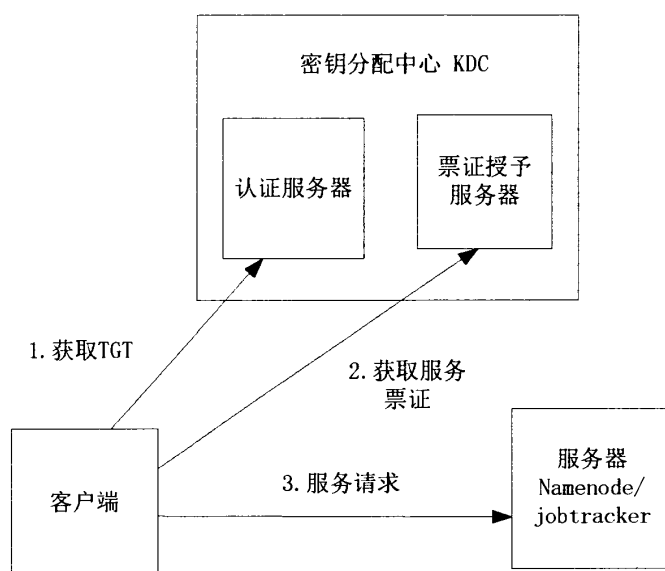 密钥分配中心 KDC
认证服务器
票证授予
服务器
1.获取TGT
2.获取服务
票证
客户端
3.服务请求
服务器
Namenode/
jobtracker